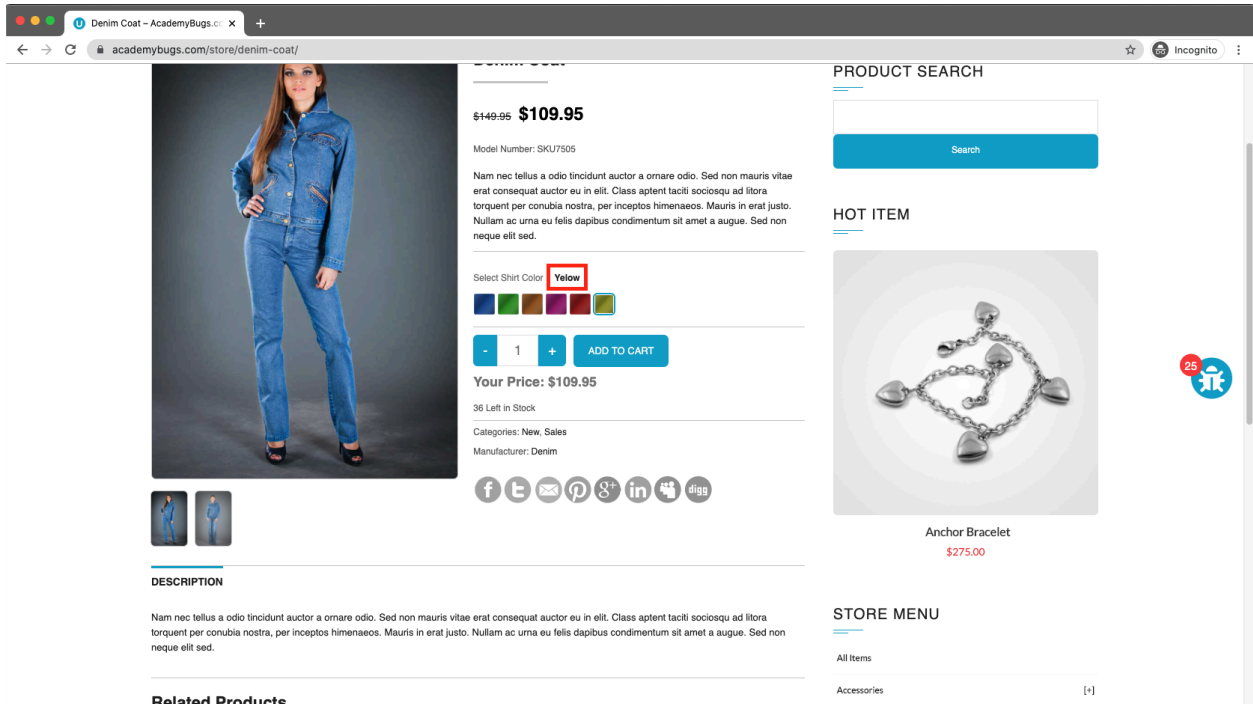 Denim Coat – AcademyBugs.co
academybugs.com/store/denim-coat/
Incognito
Denim Coat
$149.95 $109.95
Model Number: SKU7505
Nam nec tellus a odio tincidunt auctor a ornare odio. Sed non mauris vitae
erat consequat auctor eu in elit. Class aptent taciti sociosqu ad litora
torquent per conubia nostra, per inceptos himenaeos. Mauris in erat justo.
Nullam ac urna eu felis dapibus condimentum sit amet a augue. Sed non
neque elit sed.
Select Shirt Color Yelow
- 1 + ADD TO CART
Your Price: $109.95
36 Left in Stock
Categories: New, Sales
Manufacturer: Denim
digg
DESCRIPTION
Nam nec tellus a odio tincidunt auctor a ornare odio. Sed non mauris vitae erat consequat auctor eu in elit. Class aptent taciti sociosqu ad litora
torquent per conubia nostra, per inceptos himenaeos. Mauris in erat justo. Nullam ac urna eu felis dapibus condimentum sit amet a augue. Sed non
neque elit sed.
Related Products
PRODUCT SEARCH
Search
HOT ITEM
Anchor Bracelet
$275.00
STORE MENU
All Items
Accessories [+]
25